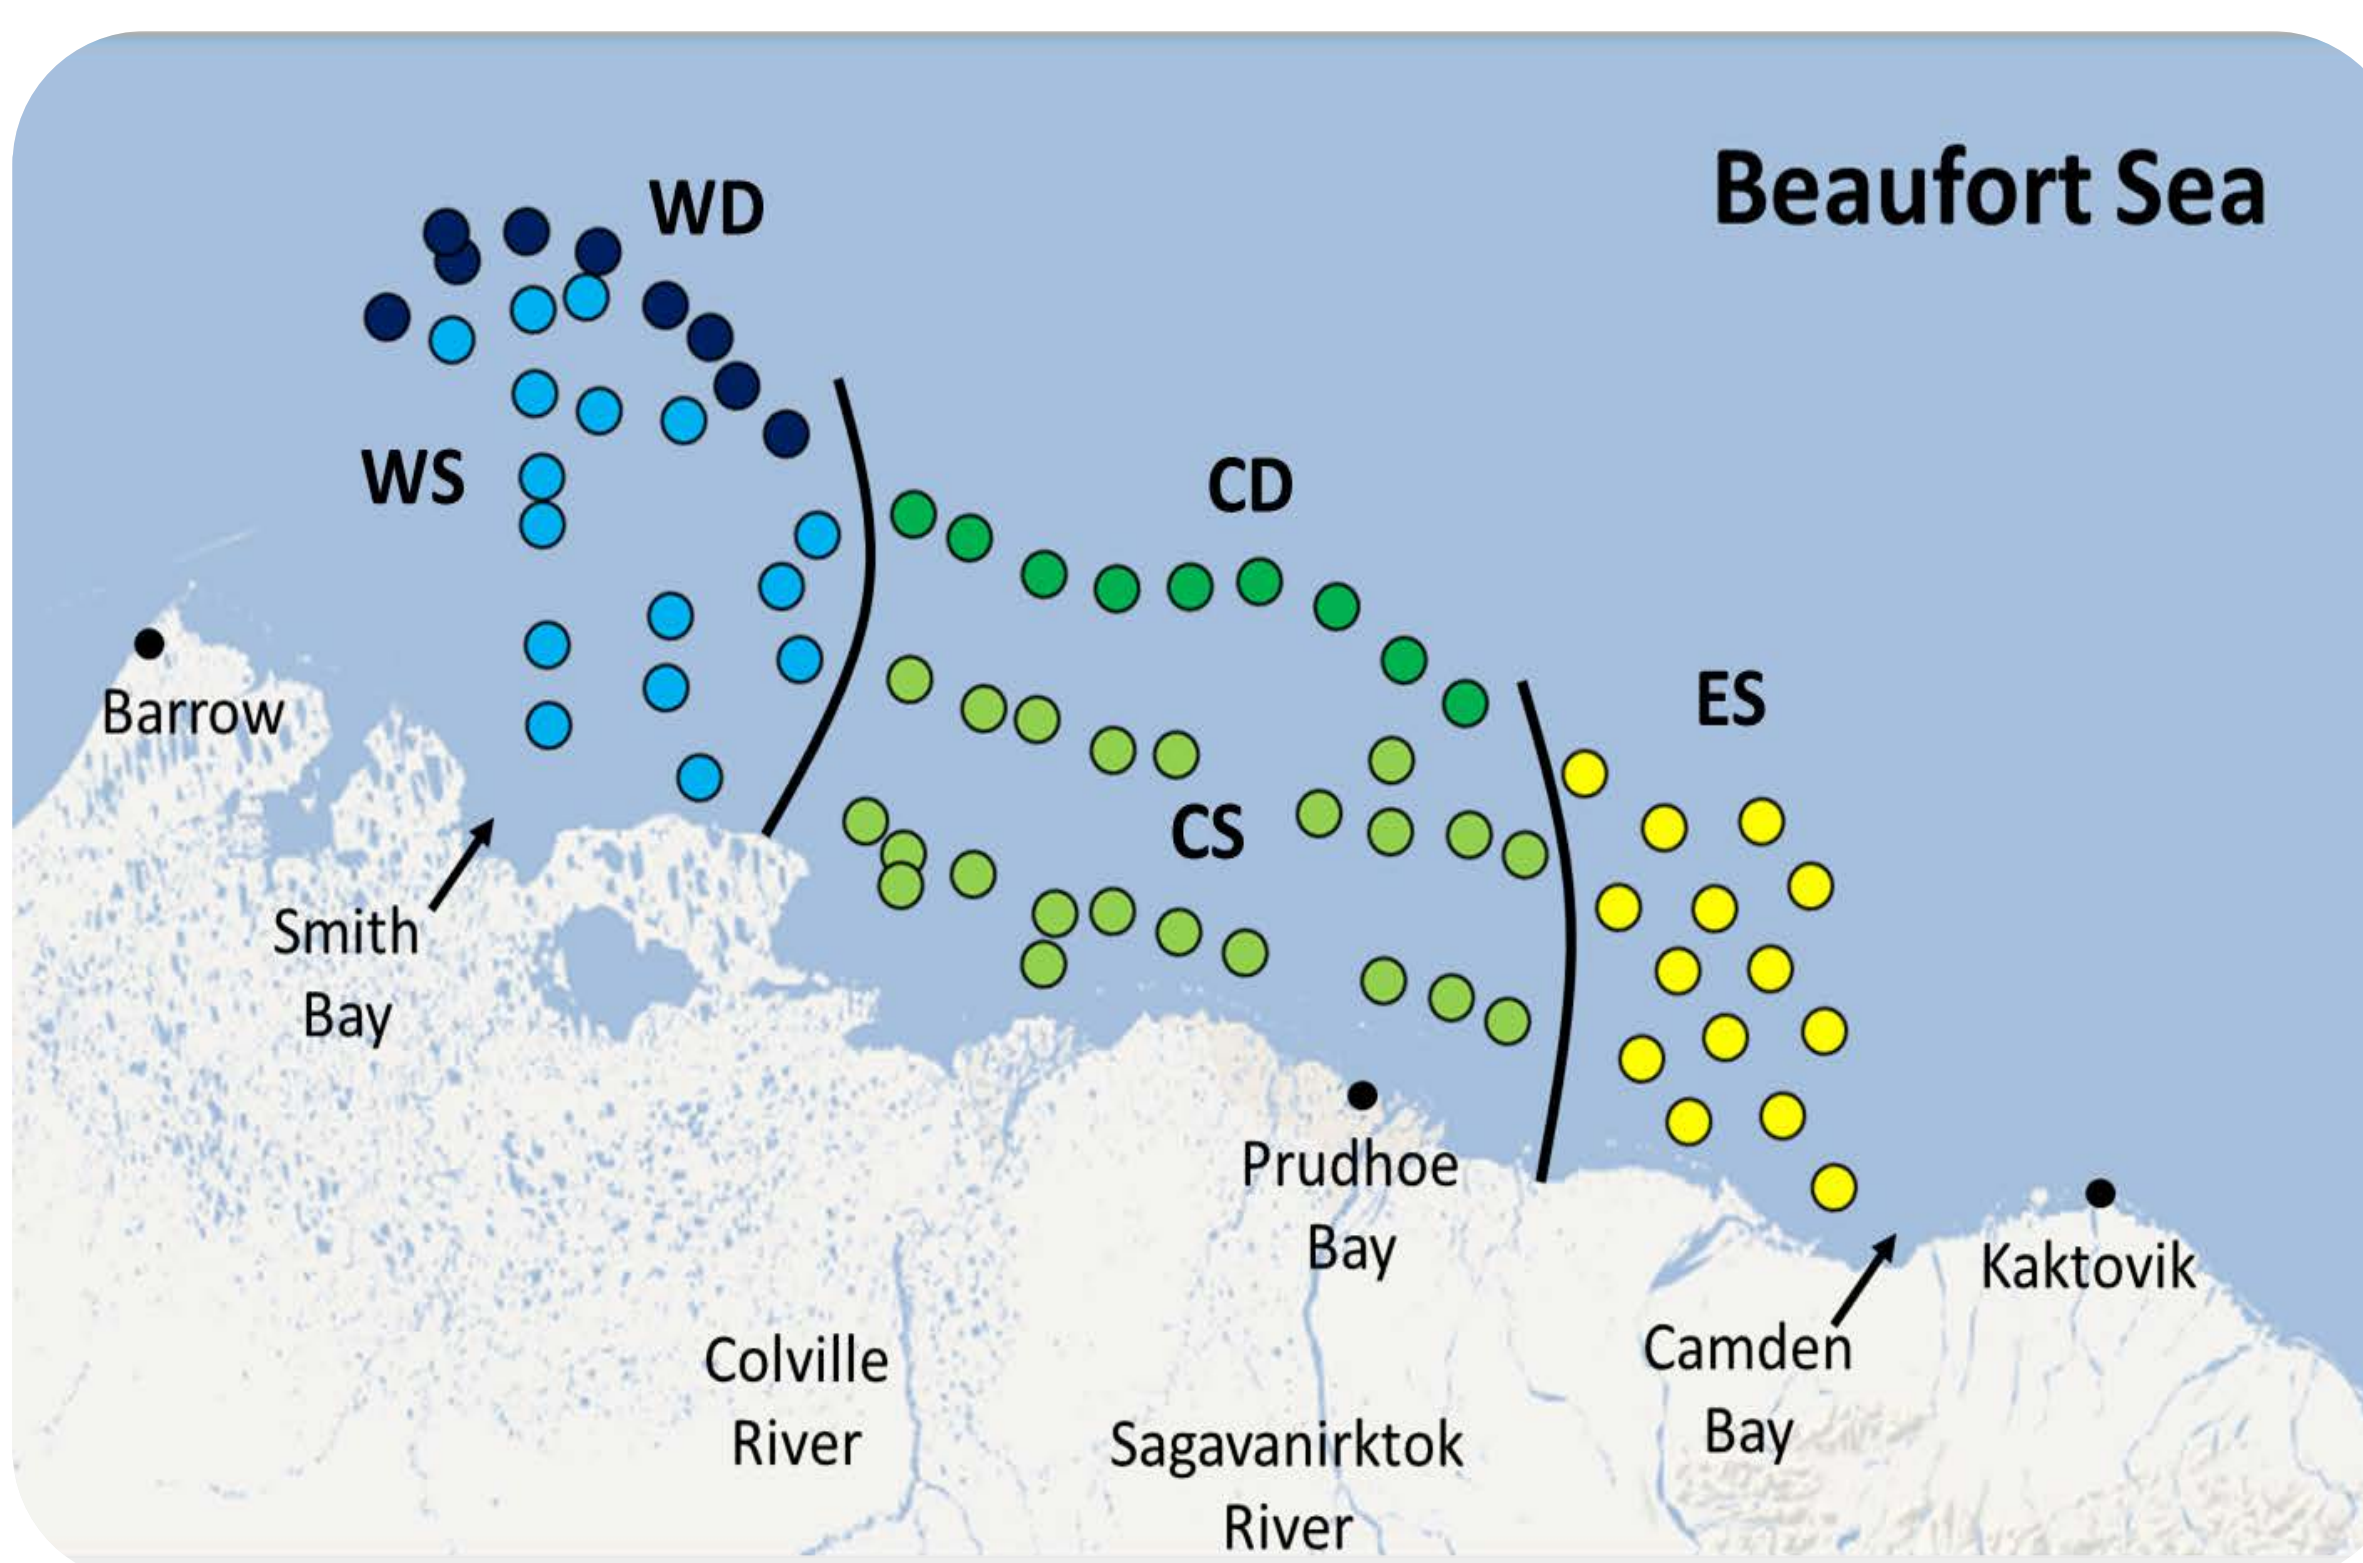 Beaufort Sea
WD
WS
CD
ES
Barrow
CS
Smith
Bay
Prudhoe
Bay
Kaktovik
Colville
River
Camden
Bay
Sagavanirktok
River